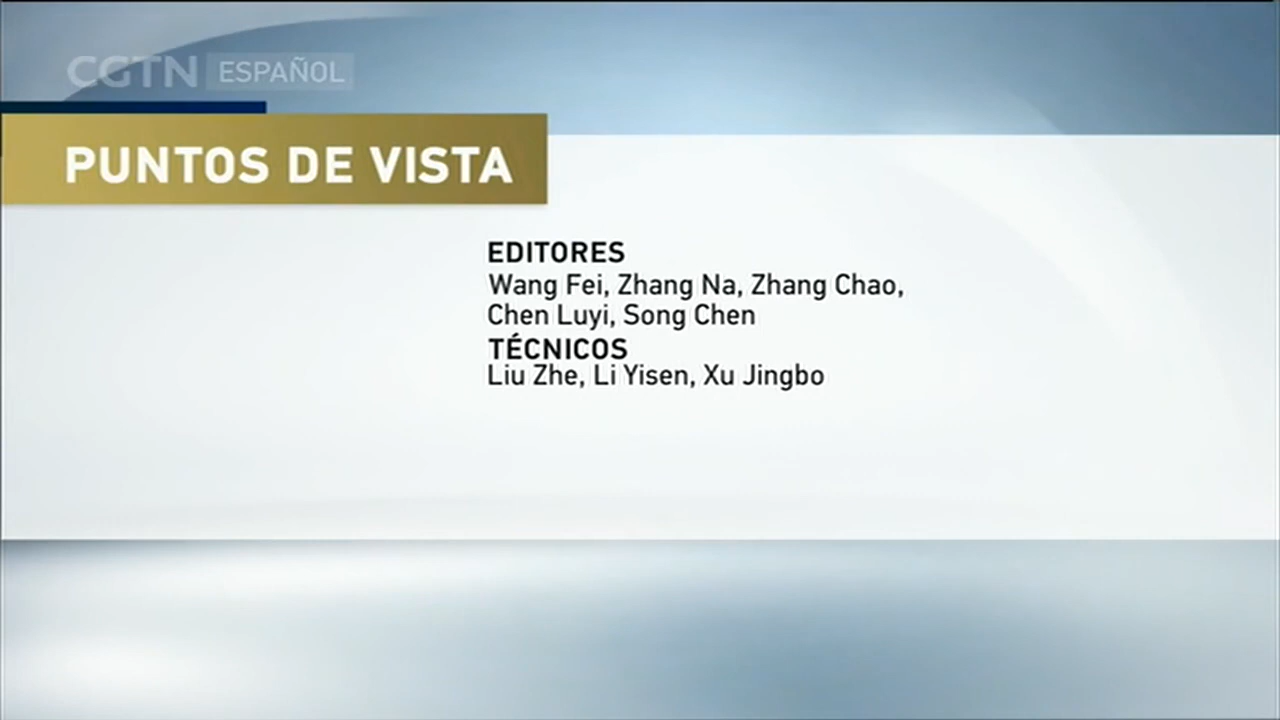 CGTN ESPAÑOL
PUNTOS DE VISTA
EDITORES
Wang Fei, Zhang Na, Zhang Chao,
Chen Luyi, Song Chen
TÉCNICOS
Liu Zhe, Li Yisen, Xu Jingbo